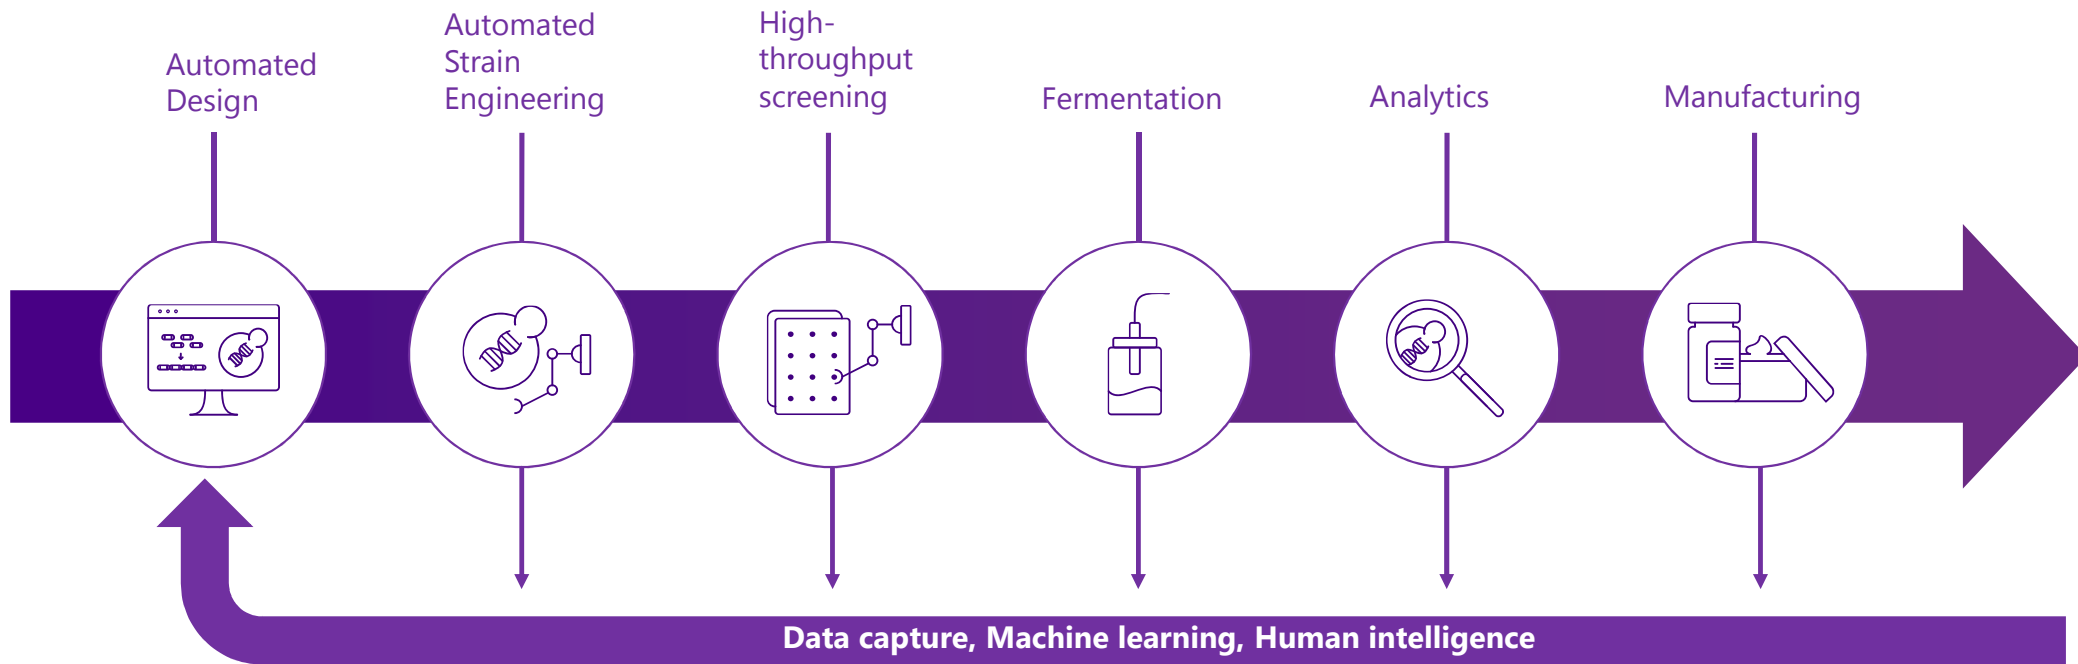 Automated
Design
Automated
Strain
Engineering
High-
throughput
screening
Fermentation
Analytics
Manufacturing
Data capture, Machine learning, Human intelligence